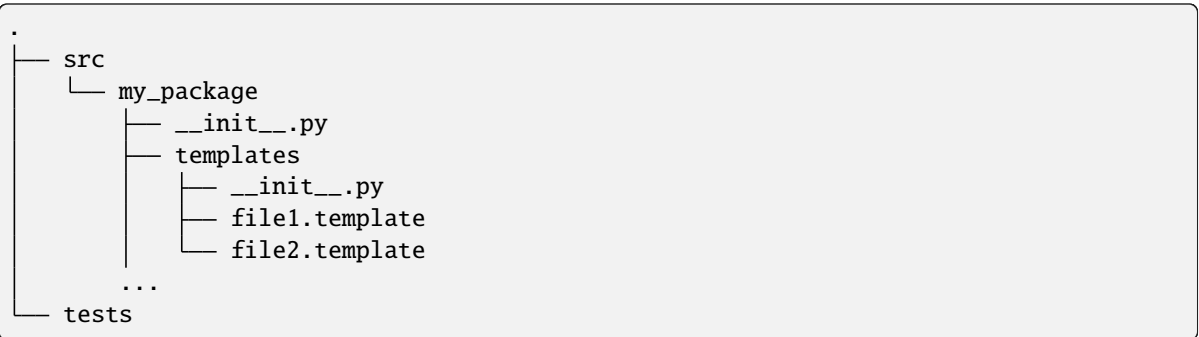 .
├── src
│   └── my_package
│       ├── __init__.py
│       ├── templates
│       │   ├── __init__.py
│       │   ├── file1.template
│       │   └── file2.template
│       ...
└── tests